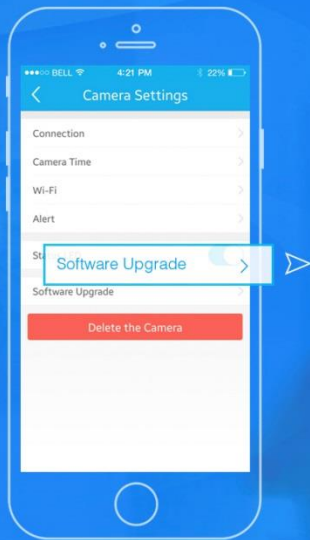 BELL 4:21 PM 22%
Camera Settings
Connection
Camera Time
Wi-Fi
Alert
Software Upgrade
Software Upgrade
Delete the Camera